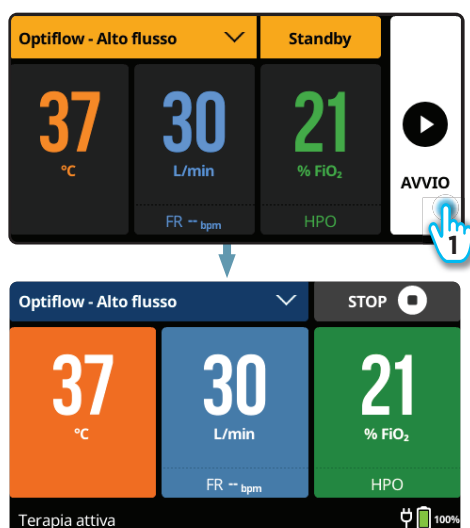 Optiflow - Alto flusso
Standby
37
°C
30
L/min
FR -- bpm
21
% FiO₂
HPO
AVVIO
1
Optiflow - Alto flusso
STOP
37
°C
30
L/min
FR -- bpm
21
% FiO₂
HPO
Terapia attiva
100%